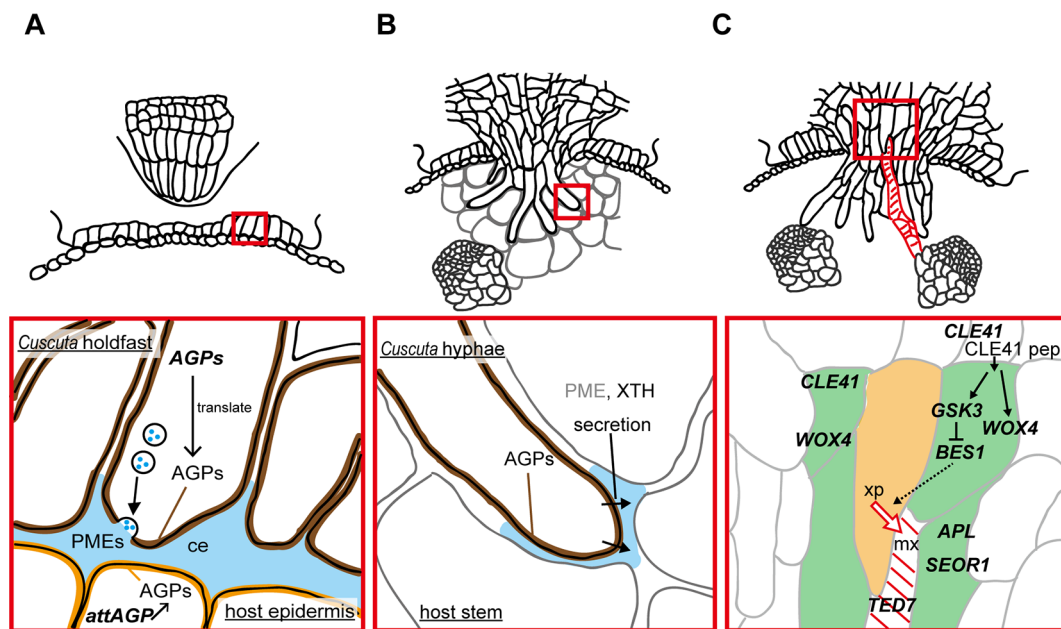 A
B
C
Cuscuta holdfast
AGPs
translate
AGPs
PMEs
ce
AGPs
attAGP
host epidermis
Cuscuta hyphae
PME, XTH
secretion
AGPs
host stem
CLE41
CLE41 pep
CLE41
GSK3
WOX4
WOX4
BES1
xp
mx
APL
SEOR1
TED7